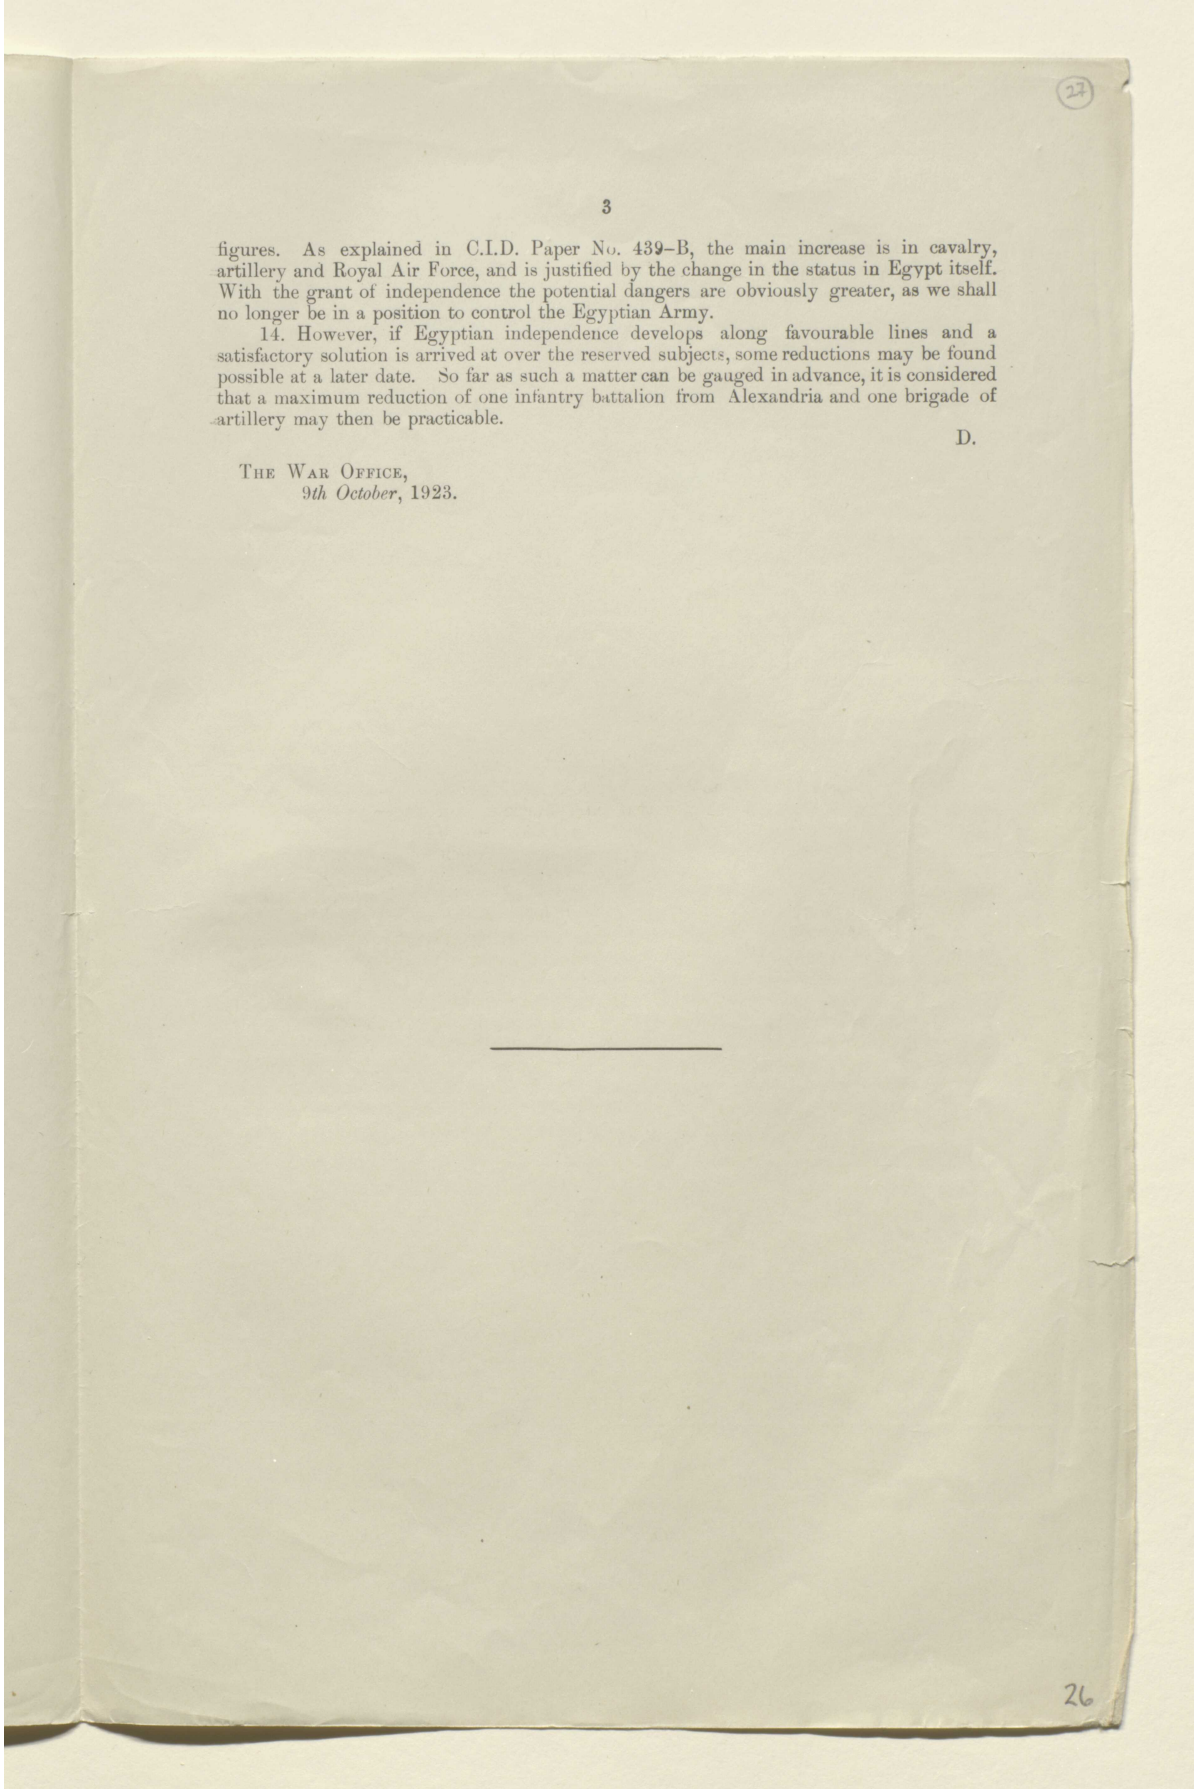 27
3
figures. As explained in C.I.D. Paper No. 439–B, the main increase is in cavalry,
artillery and Royal Air Force, and is justified by the change in the status in Egypt itself.
With the grant of independence the potential dangers are obviously greater, as we shall
no longer be in a position to control the Egyptian Army.
14. However, if Egyptian independence develops along favourable lines and a
satisfactory solution is arrived at over the reserved subjects, some reductions may be found
possible at a later date. So far as such a matter can be gauged in advance, it is considered
that a maximum reduction of one infantry battalion from Alexandria and one brigade of
artillery may then be practicable.
D.
THE WAR OFFICE,
9th October, 1923.
26